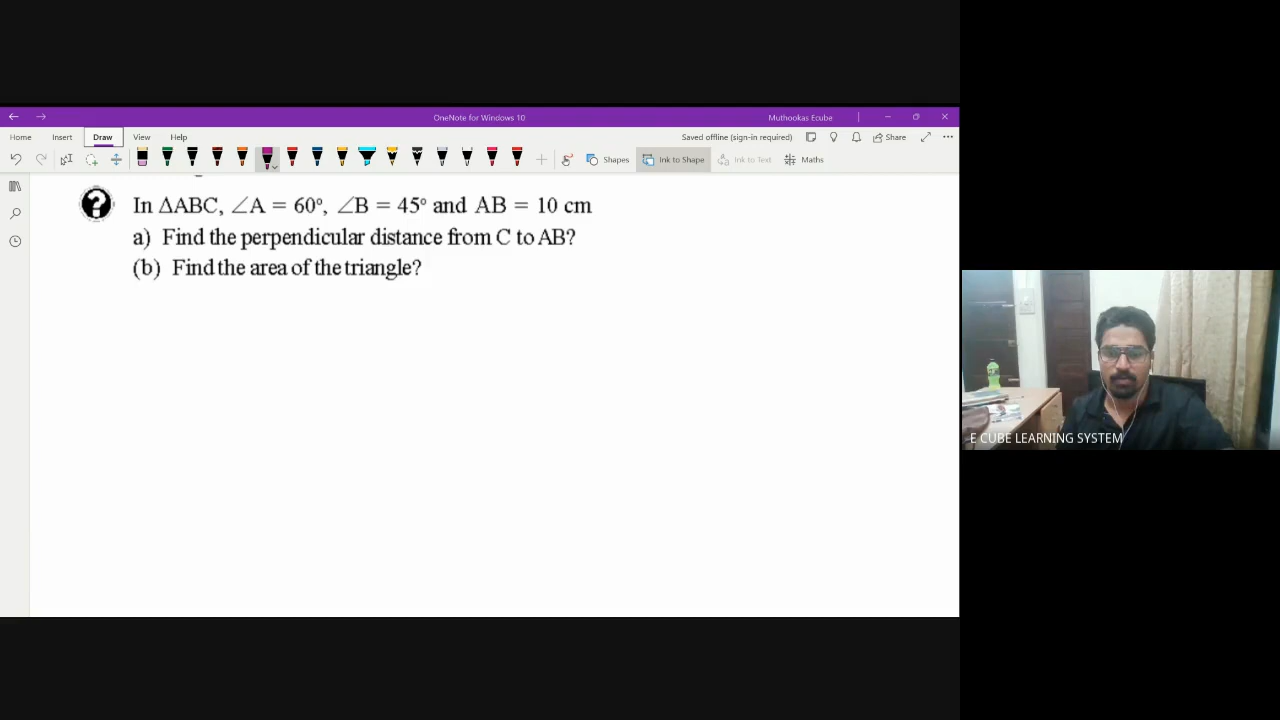 OneNote for Windows 10
Muthookas Ecube
Home Insert Draw View Help
Saved offline (sign-in required)
Share
Shapes
Ink to Shape
Ink to Text
Maths
In ΔABC, ∠A = 60°, ∠B = 45° and AB = 10 cm
a) Find the perpendicular distance from C to AB?
(b) Find the area of the triangle?
E CUBE LEARNING SYSTEM